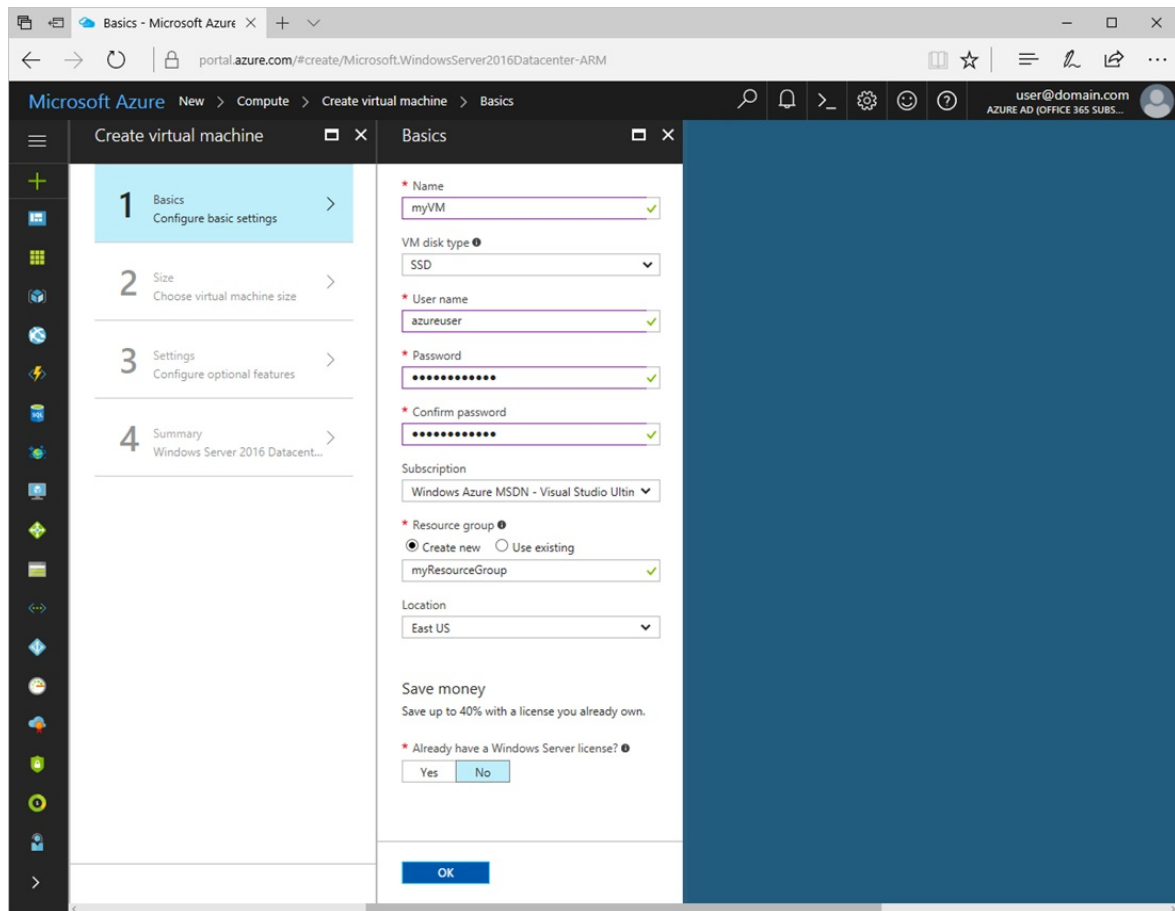 Basics - Microsoft Azure
portal.azure.com/#create/Microsoft.WindowsServer2016Datacenter-ARM
Microsoft Azure New > Compute > Create virtual machine > Basics
user@domain.com
AZURE AD (OFFICE 365 SUBS...
Create virtual machine
1
Basics
Configure basic settings
2
Size
Choose virtual machine size
3
Settings
Configure optional features
4
Summary
Windows Server 2016 Datacent...
Basics
* Name
myVM
VM disk type
SSD
* User name
azureuser
* Password
••••••••••••
* Confirm password
••••••••••••
Subscription
Windows Azure MSDN - Visual Studio Ultin
* Resource group
Create new Use existing
myResourceGroup
Location
East US
Save money
Save up to 40% with a license you already own.
* Already have a Windows Server license?
Yes No
OK